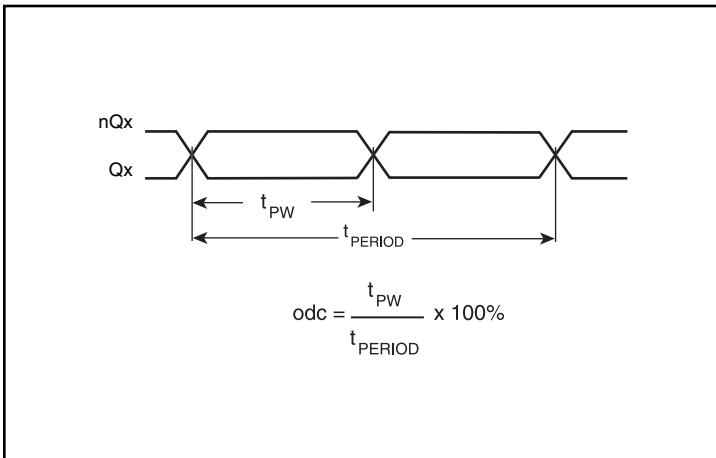 nQx
Qx
tPW
tPERIOD
odc = tPW / tPERIOD x 100%